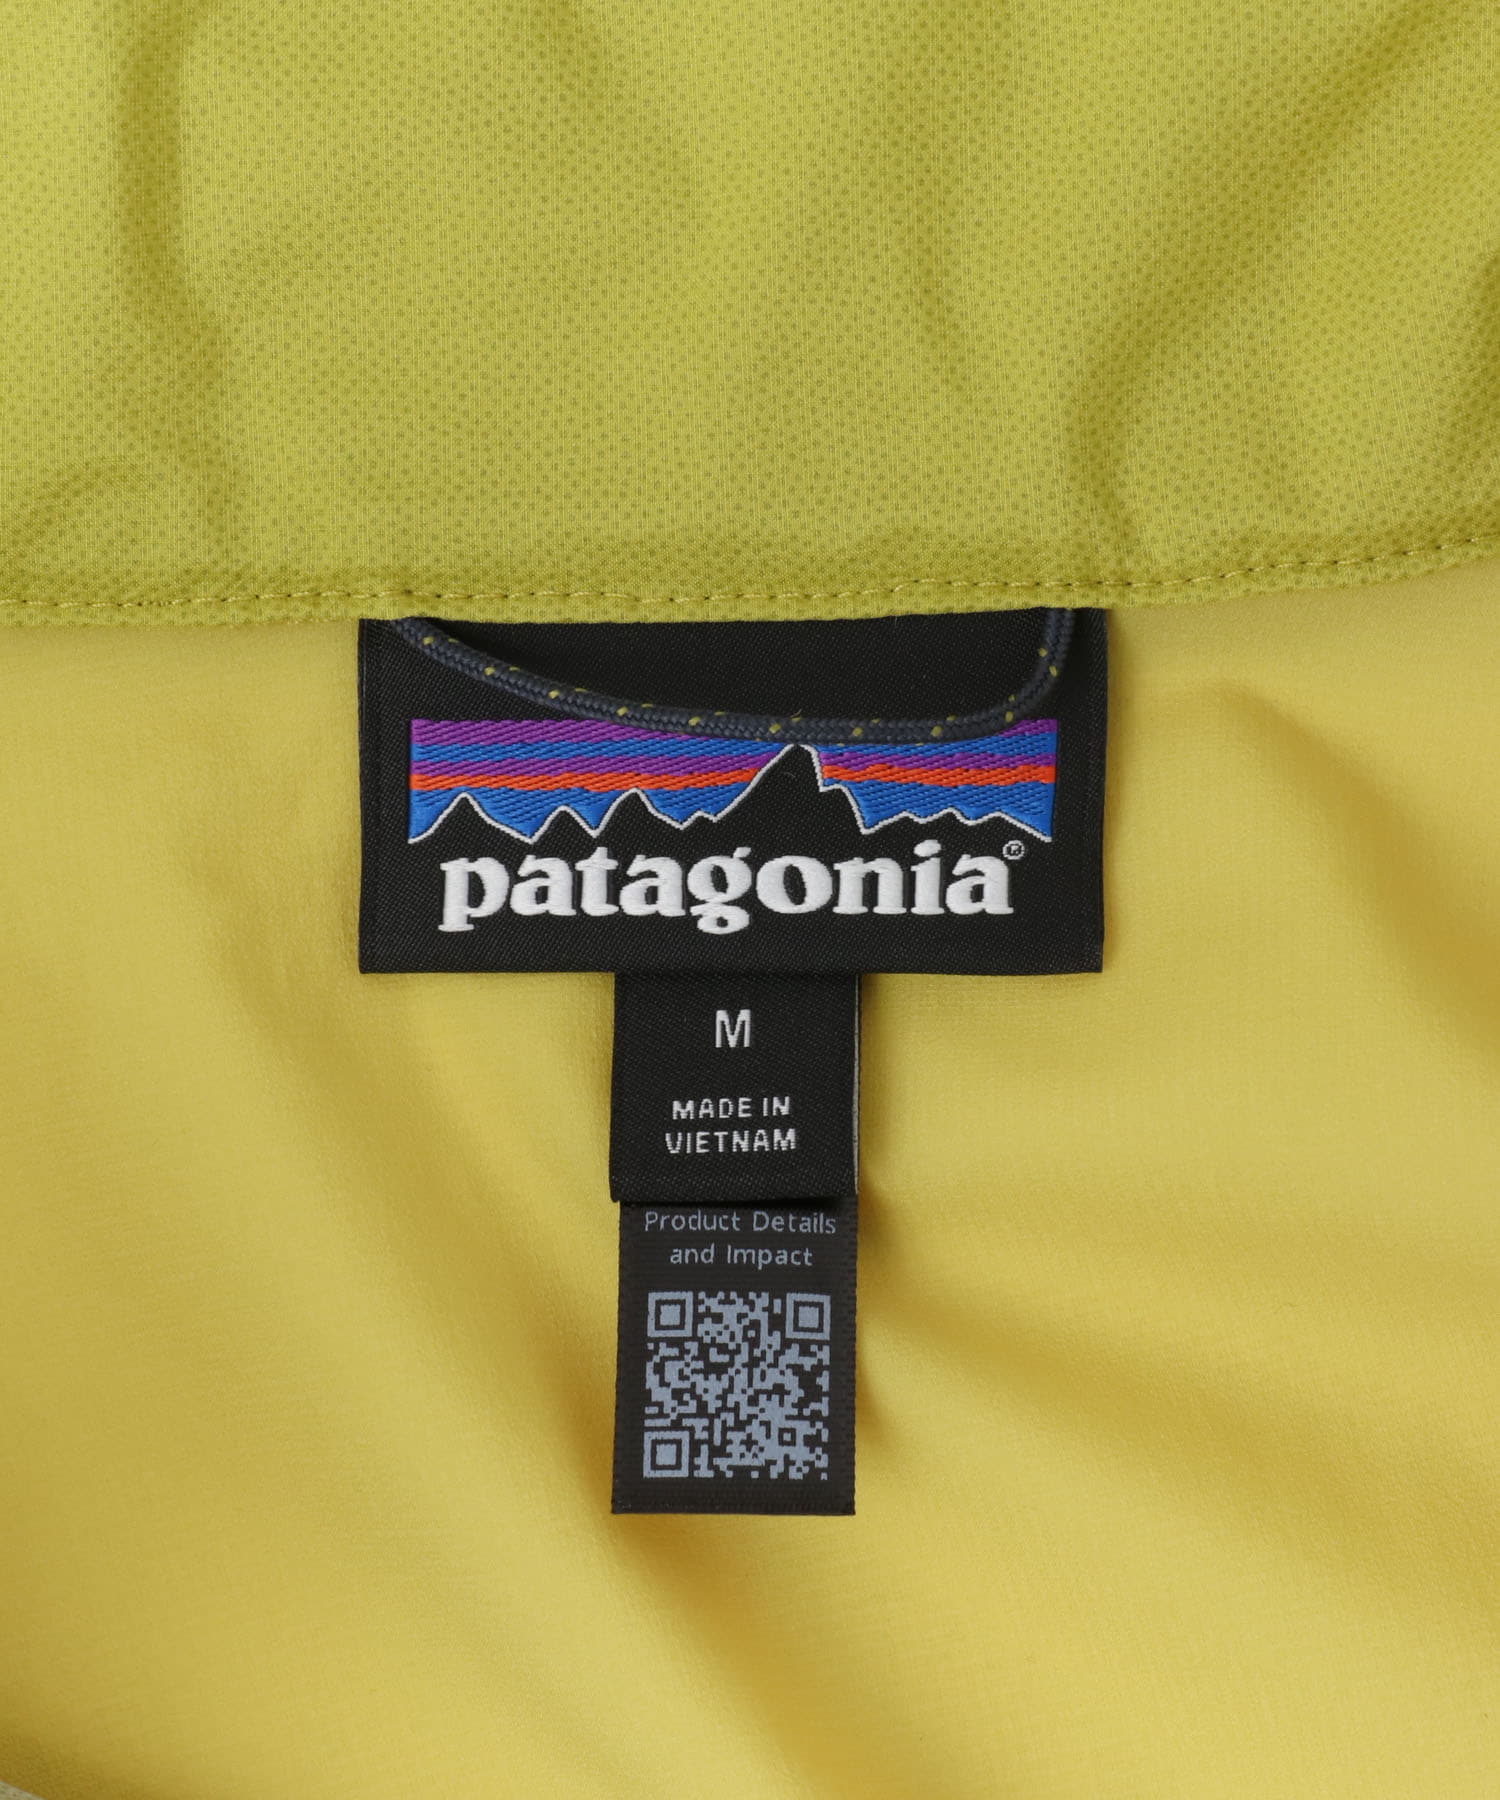 patagonia®
M
MADE IN
VIETNAM
Product Details
and Impact